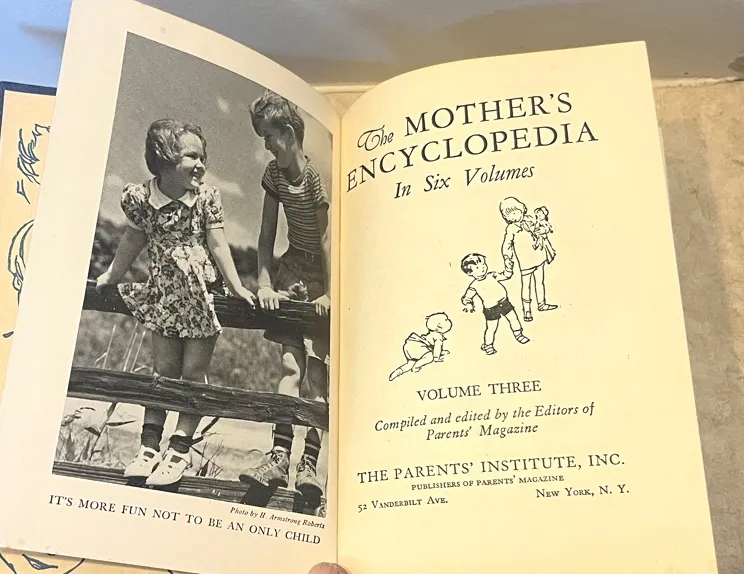 Photo by H. Armstrong Roberts
IT'S MORE FUN NOT TO BE AN ONLY CHILD
The MOTHER'S
ENCYCLOPEDIA
In Six Volumes
VOLUME THREE
Compiled and edited by the Editors of
Parents' Magazine
THE PARENTS' INSTITUTE, INC.
PUBLISHERS OF PARENTS' MAGAZINE
52 VANDERBILT AVE. NEW YORK, N. Y.